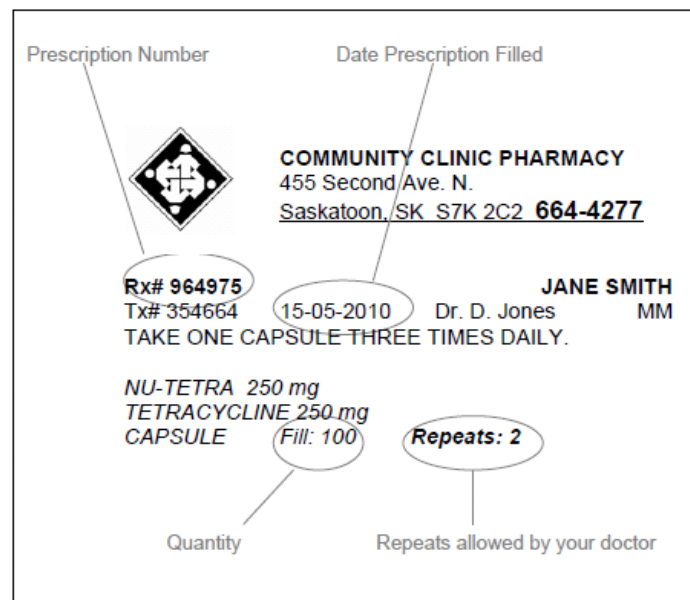 Prescription Number Date Prescription Filled
COMMUNITY CLINIC PHARMACY
455 Second Ave. N.
Saskatoon, SK S7K 2C2 664-4277
Rx# 964975 JANE SMITH
Tx# 354664 15-05-2010 Dr. D. Jones MM
TAKE ONE CAPSULE THREE TIMES DAILY.
NU-TETRA 250 mg
TETRACYCLINE 250 mg
CAPSULE Fill: 100 Repeats: 2
Quantity Repeats allowed by your doctor